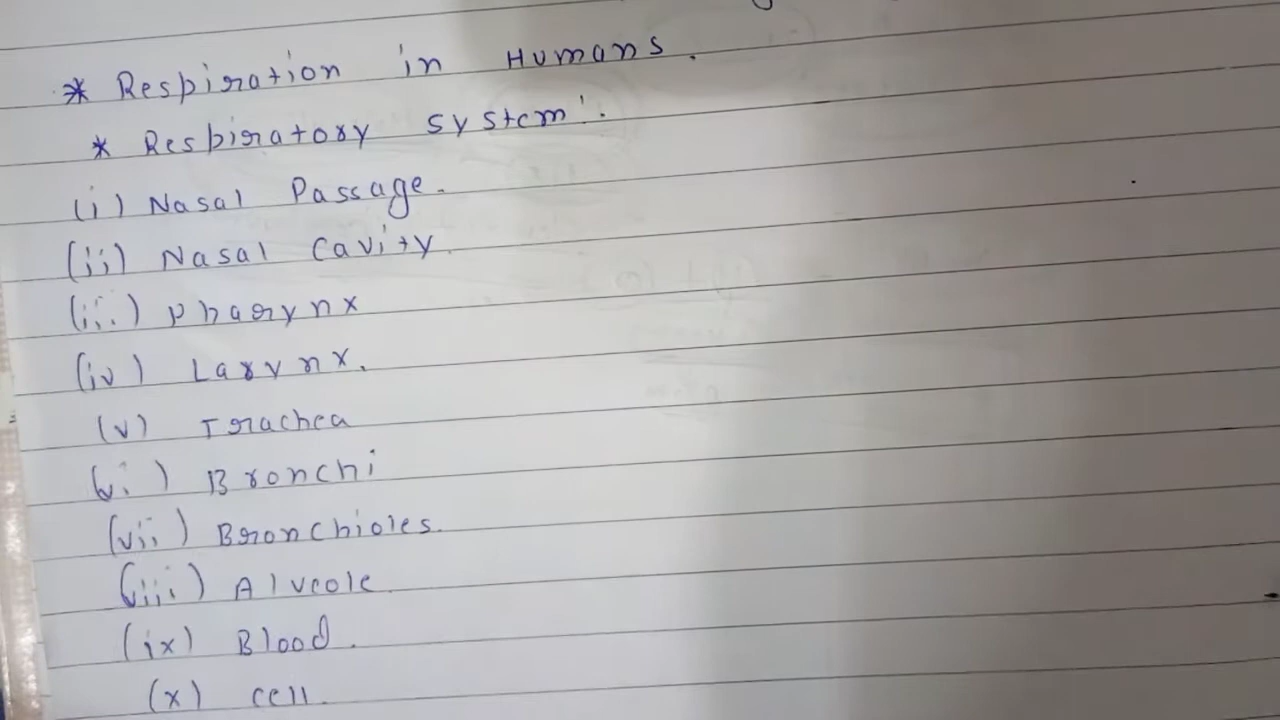 * Respiration in Humans.
* Respiratory system:.
(i) Nasal Passage.
(ii) Nasal Cavity.
(iii) Pharynx
(iv) Larynx.
(v) Trachea
(vi) Bronchi
(vii) Bronchioles.
(viii) Alveole.
(ix) Blood.
(x) cell.